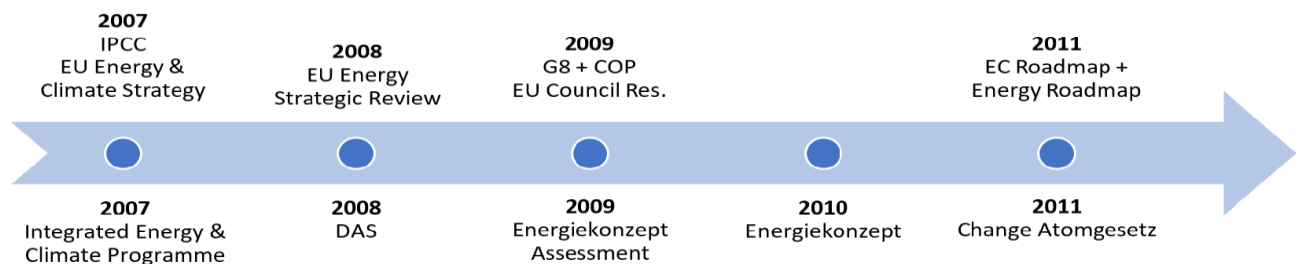 2007
IPCC
EU Energy &
Climate Strategy
2008
EU Energy
Strategic Review
2009
G8 + COP
EU Council Res.
2011
EC Roadmap +
Energy Roadmap
2007
Integrated Energy &
Climate Programme
2008
DAS
2009
Energiekonzept
Assessment
2010
Energiekonzept
2011
Change Atomgesetz